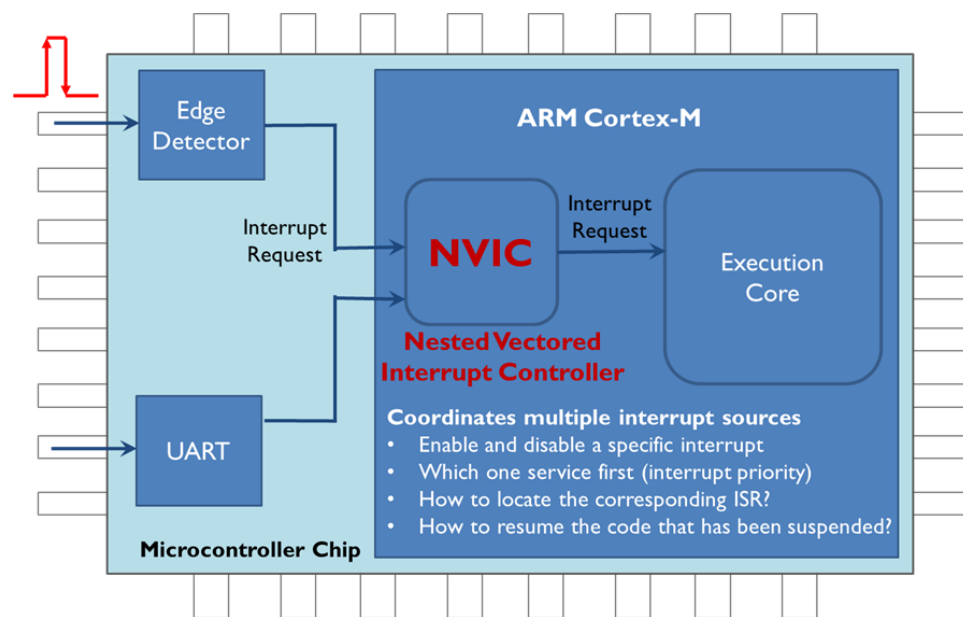 Edge
Detector
ARM Cortex-M
Interrupt
Request
NVIC
Interrupt
Request
Execution
Core
Nested Vectored
Interrupt Controller
UART
Coordinates multiple interrupt sources
• Enable and disable a specific interrupt
• Which one service first (interrupt priority)
• How to locate the corresponding ISR?
• How to resume the code that has been suspended?
Microcontroller Chip